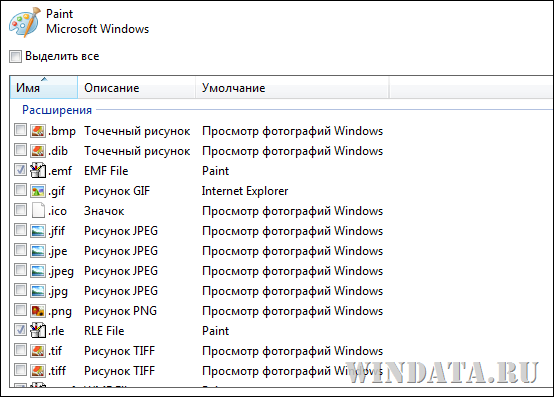 Paint
Microsoft Windows
Выделить все
Имя Описание Умолчание
Расширения
.bmp Точечный рисунок Просмотр фотографий Windows
.dib Точечный рисунок Просмотр фотографий Windows
.emf EMF File Paint
.gif Рисунок GIF Internet Explorer
.ico Значок Просмотр фотографий Windows
.jfif Рисунок JPEG Просмотр фотографий Windows
.jpe Рисунок JPEG Просмотр фотографий Windows
.jpeg Рисунок JPEG Просмотр фотографий Windows
.jpg Рисунок JPEG Просмотр фотографий Windows
.png Рисунок PNG Просмотр фотографий Windows
.rle RLE File Paint
.tif Рисунок TIFF Просмотр фотографий Windows
.tiff Рисунок TIFF Просмотр фотографий Windows
WINDATA.RU